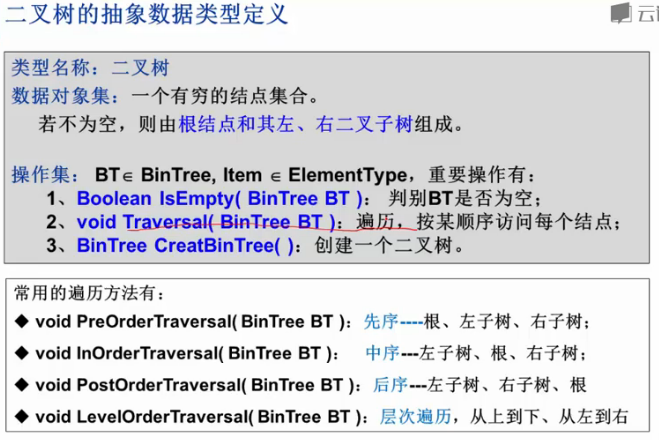 二叉树的抽象数据类型定义
类型名称：二叉树
数据对象集：一个有穷的结点集合。
若不为空，则由根结点和其左、右二叉子树组成。
操作集： BT∈ BinTree, Item ∈ ElementType，重要操作有：
1、Boolean IsEmpty( BinTree BT )： 判别BT是否为空；
2、void Traversal( BinTree BT )：遍历，按某顺序访问每个结点；
3、BinTree CreatBinTree( )：创建一个二叉树。
常用的遍历方法有：
◆ void PreOrderTraversal( BinTree BT )： 先序----根、左子树、右子树；
◆ void InOrderTraversal( BinTree BT )： 中序---左子树、根、右子树；
◆ void PostOrderTraversal( BinTree BT )：后序---左子树、右子树、根
◆ void LevelOrderTraversal( BinTree BT )：层次遍历，从上到下、从左到右